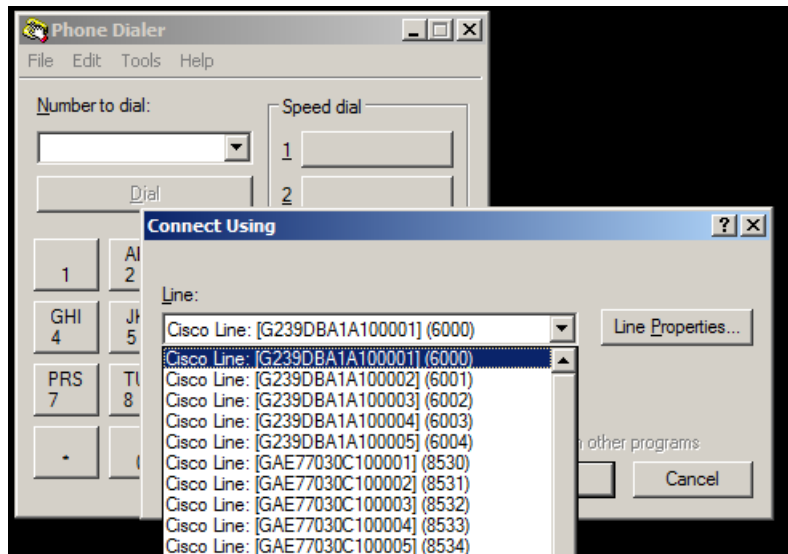 Phone Dialer
File Edit Tools Help
Number to dial:
Speed dial
1
Dial
2
Connect Using
1
2
Line:
GHI
4
5
Cisco Line: [G239DBA1A100001] (6000)
Line Properties...
Cisco Line: [G239DBA1A100001] (6000)
Cisco Line: [G239DBA1A100002] (6001)
PRS
7
8
Cisco Line: [G239DBA1A100003] (6002)
Cisco Line: [G239DBA1A100004] (6003)
Cisco Line: [G239DBA1A100005] (6004)
other programs
*
Cisco Line: [GAE77030C100001] (8530)
Cancel
Cisco Line: [GAE77030C100002] (8531)
Cisco Line: [GAE77030C100003] (8532)
Cisco Line: [GAE77030C100004] (8533)
Cisco Line: [GAE77030C100005] (8534)